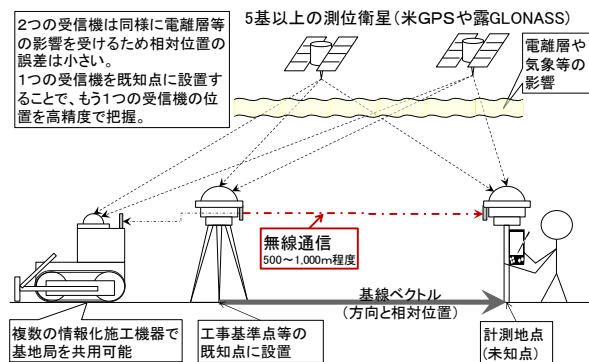 2つの受信機は同様に電離層等
の影響を受けるため相対位置の
誤差は小さい。
1つの受信機を既知点に設置す
ることで、もう1つの受信機の位
置を高精度で把握。
5基以上の測位衛星(米GPSや露GLONASS)
電離層や
気象等の
影響
無線通信
500～1,000m程度
基線ベクトル
(方向と相対位置)
複数の情報化施工機器で
基地局を共用可能
工事基準点等の
既知点に設置
計測地点
(未知点)